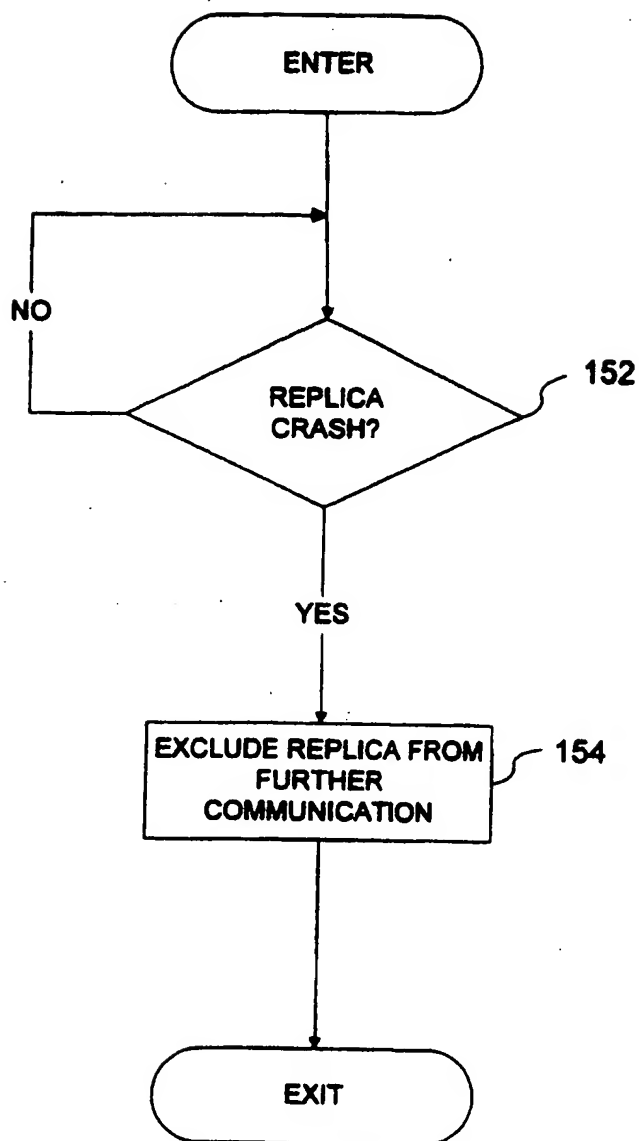 ENTER
NO
REPLICA
CRASH?
152
YES
EXCLUDE REPLICA FROM
FURTHER
COMMUNICATION
154
EXIT